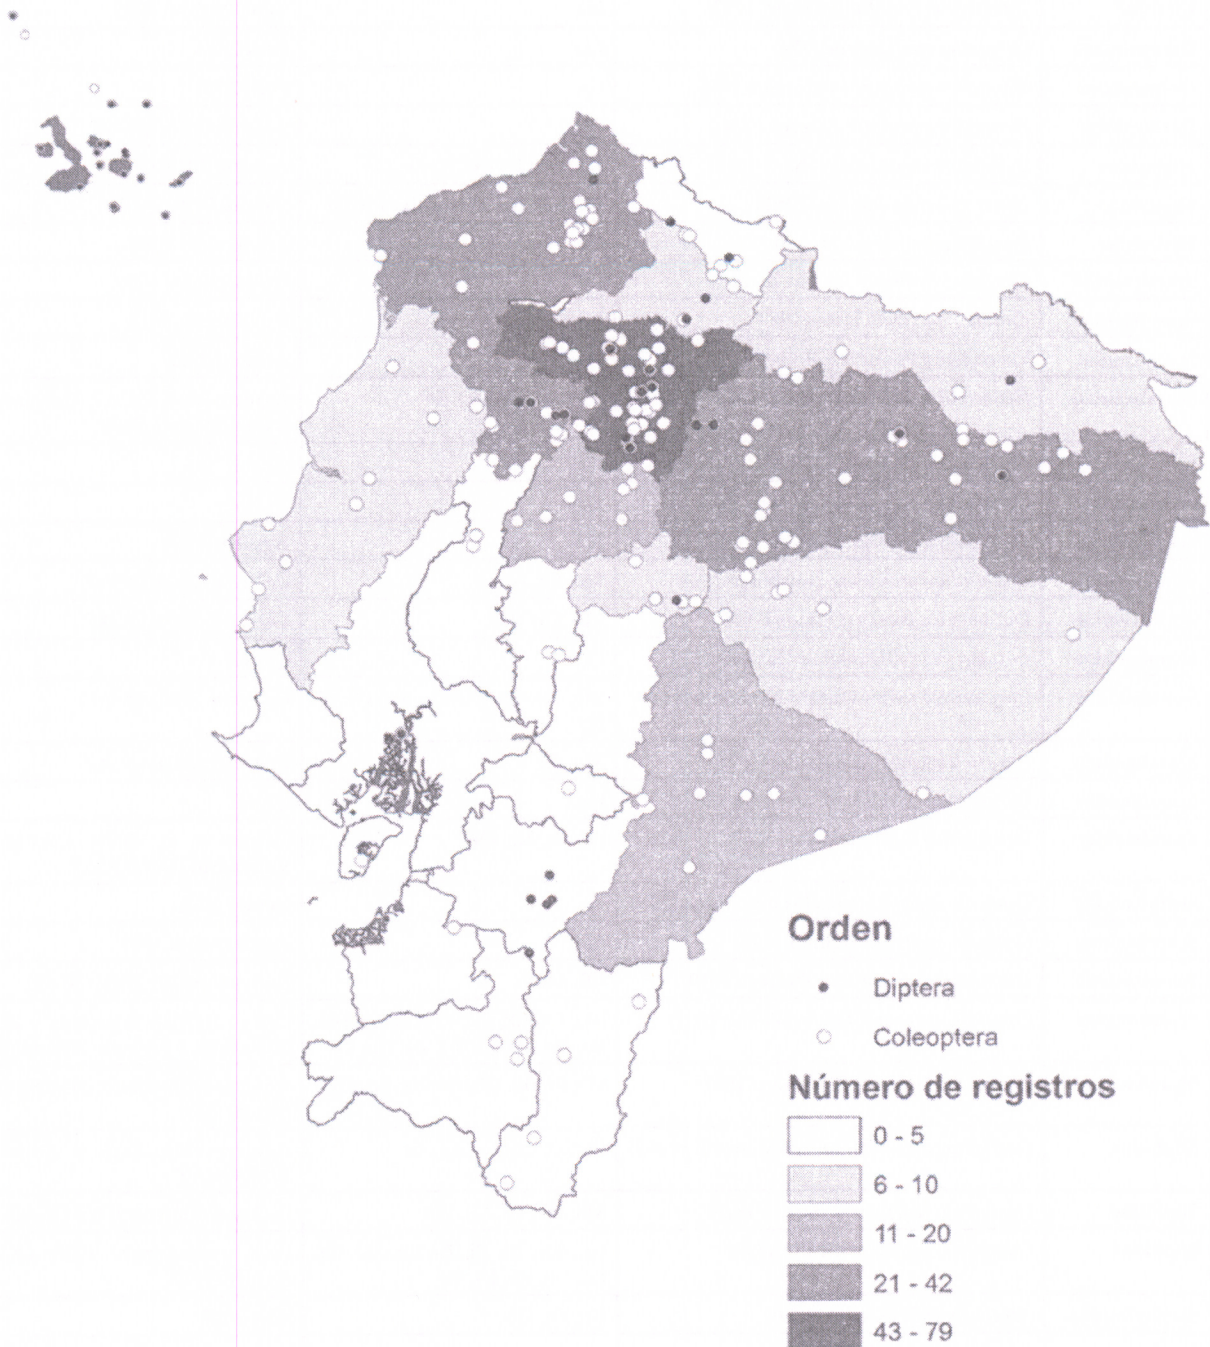 Orden
Diptera
Coleoptera
Número de registros
0 - 5
6 - 10
11 - 20
21 - 42
43 - 79